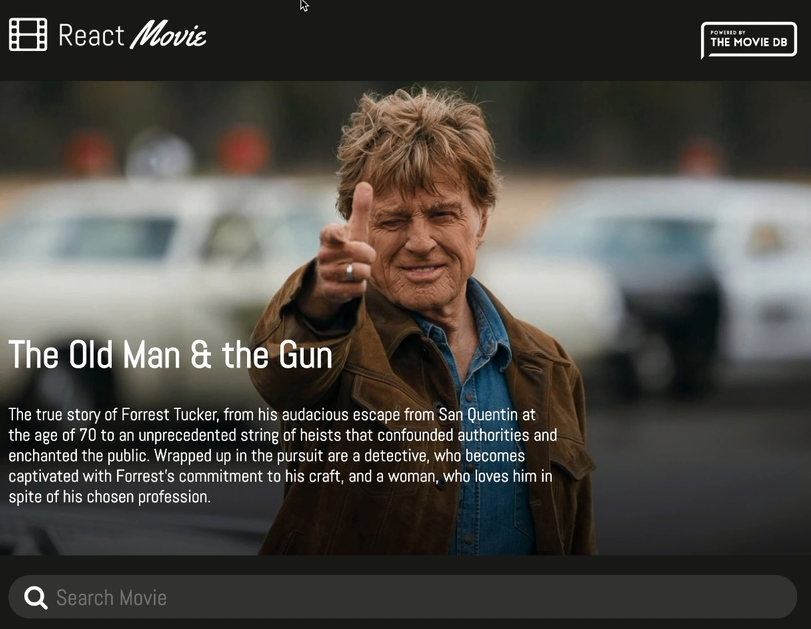 React Movie
POWERED BY
THE MOVIE DB
The Old Man & the Gun
The true story of Forrest Tucker, from his audacious escape from San Quentin at
the age of 70 to an unprecedented string of heists that confounded authorities and
enchanted the public. Wrapped up in the pursuit are a detective, who becomes
captivated with Forrest's commitment to his craft, and a woman, who loves him in
spite of his chosen profession.
Search Movie